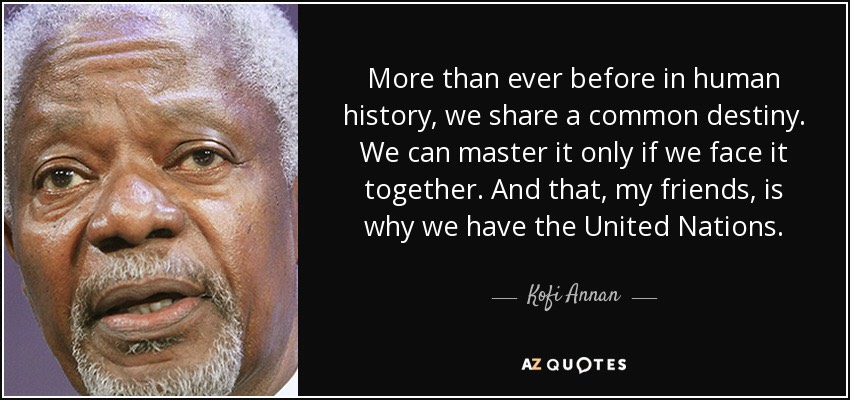 More than ever before in human
history, we share a common destiny.
We can master it only if we face it
together. And that, my friends, is
why we have the United Nations.
Kofi Annan
AZ QUOTES